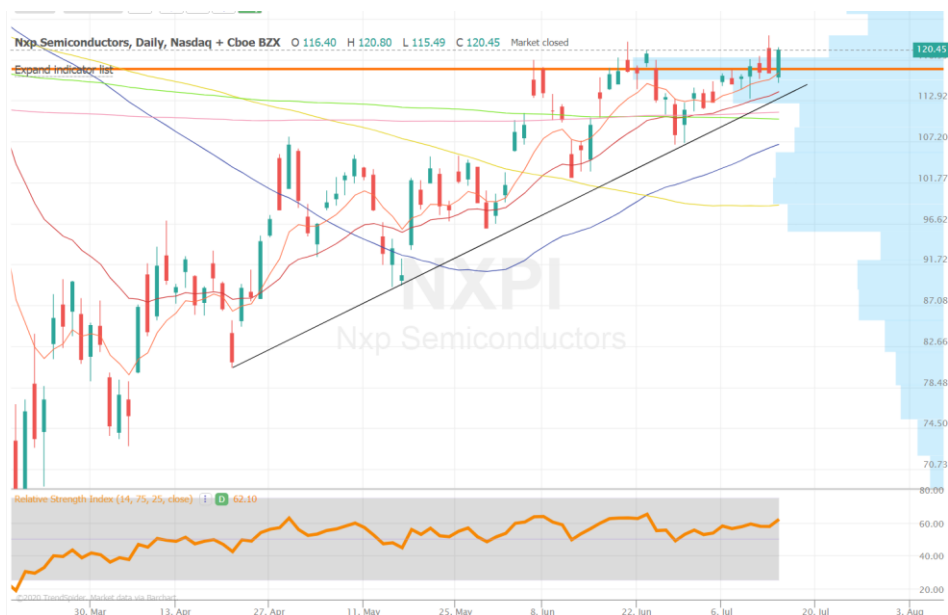 Nxp Semiconductors, Daily, Nasdaq + Cboe BZX O 116.40 H 120.80 L 115.49 C 120.45 Market closed
Expand Indicator list
120.45
112.92
107.20
101.77
96.62
91.72
87.08
82.66
78.48
74.50
70.73
NXPI
Nxp Semiconductors
Relative Strength Index (14, 75, 25, close) D 62.10
80.00
60.00
40.00
20.00
©2020 TrendSpider. Market data via Barchart
30. Mar 13. Apr 27. Apr 11. May 25. May 8. Jun 22. Jun 6. Jul 20. Jul 3. Aug